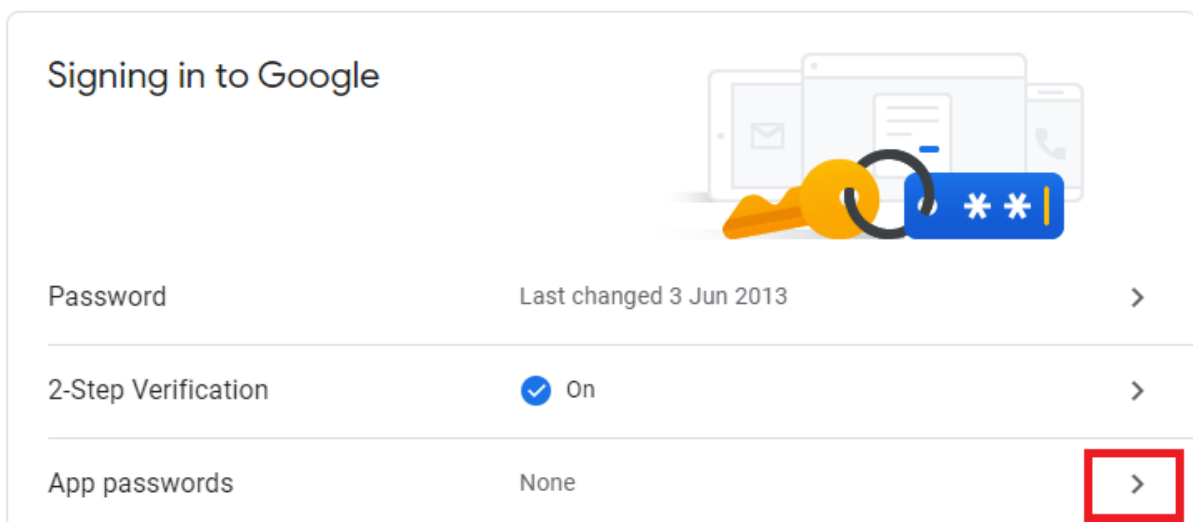 Signing in to Google
**
Password Last changed 3 Jun 2013
2-Step Verification On
App passwords None